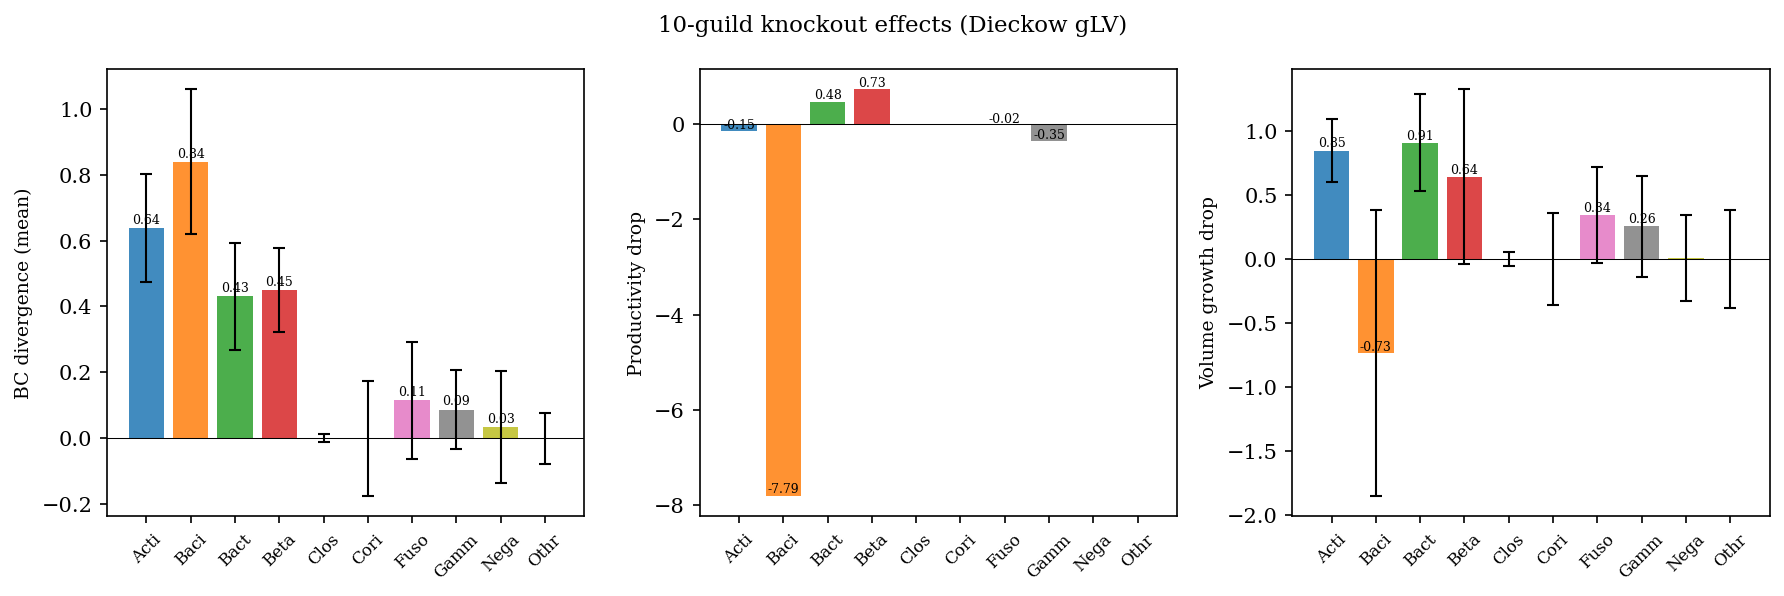 10-guild knockout effects (Dieckow gLV)
BC divergence (mean)
1.0
0.8
0.6
0.4
0.2
0.0
−0.2
0.64
0.84
0.43
0.45
0.11
0.09
0.03
Acti
Baci
Bact
Beta
Clos
Cori
Fuso
Gamm
Nega
Othr
Productivity drop
0
−2
−4
−6
−8
-0.15
-7.79
0.48
0.73
-0.02
-0.35
Acti
Baci
Bact
Beta
Clos
Cori
Fuso
Gamm
Nega
Othr
Volume growth drop
1.0
0.5
0.0
−0.5
−1.0
−1.5
−2.0
0.85
-0.73
0.91
0.64
0.34
0.26
Acti
Baci
Bact
Beta
Clos
Cori
Fuso
Gamm
Nega
Othr